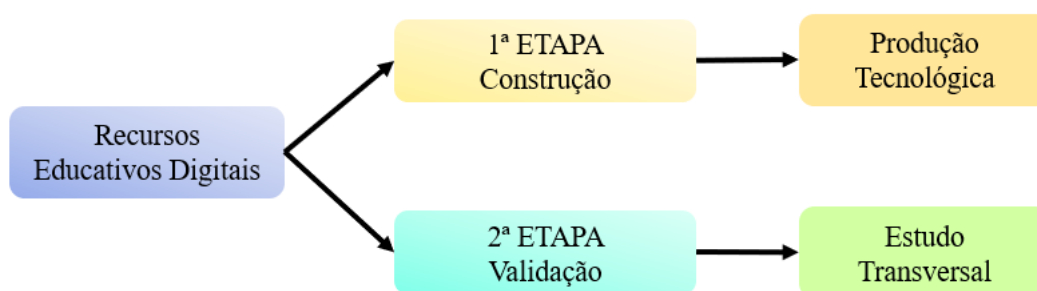 Recursos
Educativos Digitais
1ª ETAPA
Construção
Produção
Tecnológica
2ª ETAPA
Validação
Estudo
Transversal